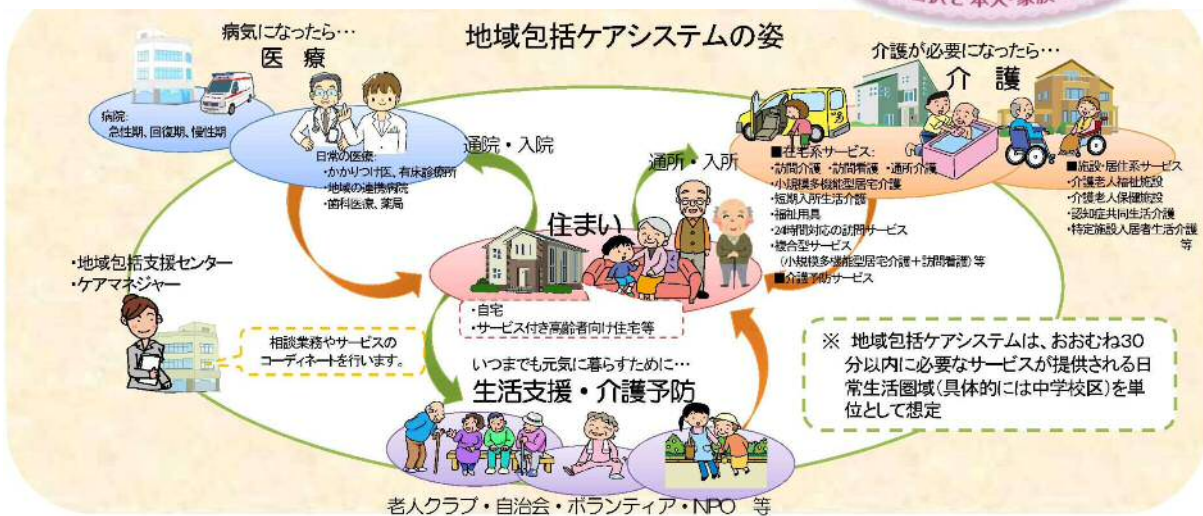 地域包括ケアシステムの姿
病気になったら…
医 療
病院:
急性期、回復期、慢性期
日常の医療:
・かかりつけ医、有床診療所
・地域の連携病院
・歯科医療、薬局
通院・入院
通所・入所
介護が必要になったら…
介 護
■在宅系サービス:
・訪問介護 ・訪問看護 ・通所介護
・小規模多機能型居宅介護
・短期入所生活介護
・福祉用具
・24時間対応の訪問サービス
・複合型サービス
（小規模多機能型居宅介護＋訪問看護）等
■介護予防サービス
■施設・居住系サービス
・介護老人福祉施設
・介護老人保健施設
・認知症共同生活介護
・特定施設入居者生活介護
等
住まい
・自宅
・サービス付き高齢者向け住宅等
・地域包括支援センター
・ケアマネジャー
相談業務やサービスの
コーディネートを行います。
いつまでも元気に暮らすために…
生活支援・介護予防
老人クラブ・自治会・ボランティア・NPO 等
※ 地域包括ケアシステムは、おおむね30
分以内に必要なサービスが提供される日
常生活圏域（具体的には中学校区）を単
位として想定